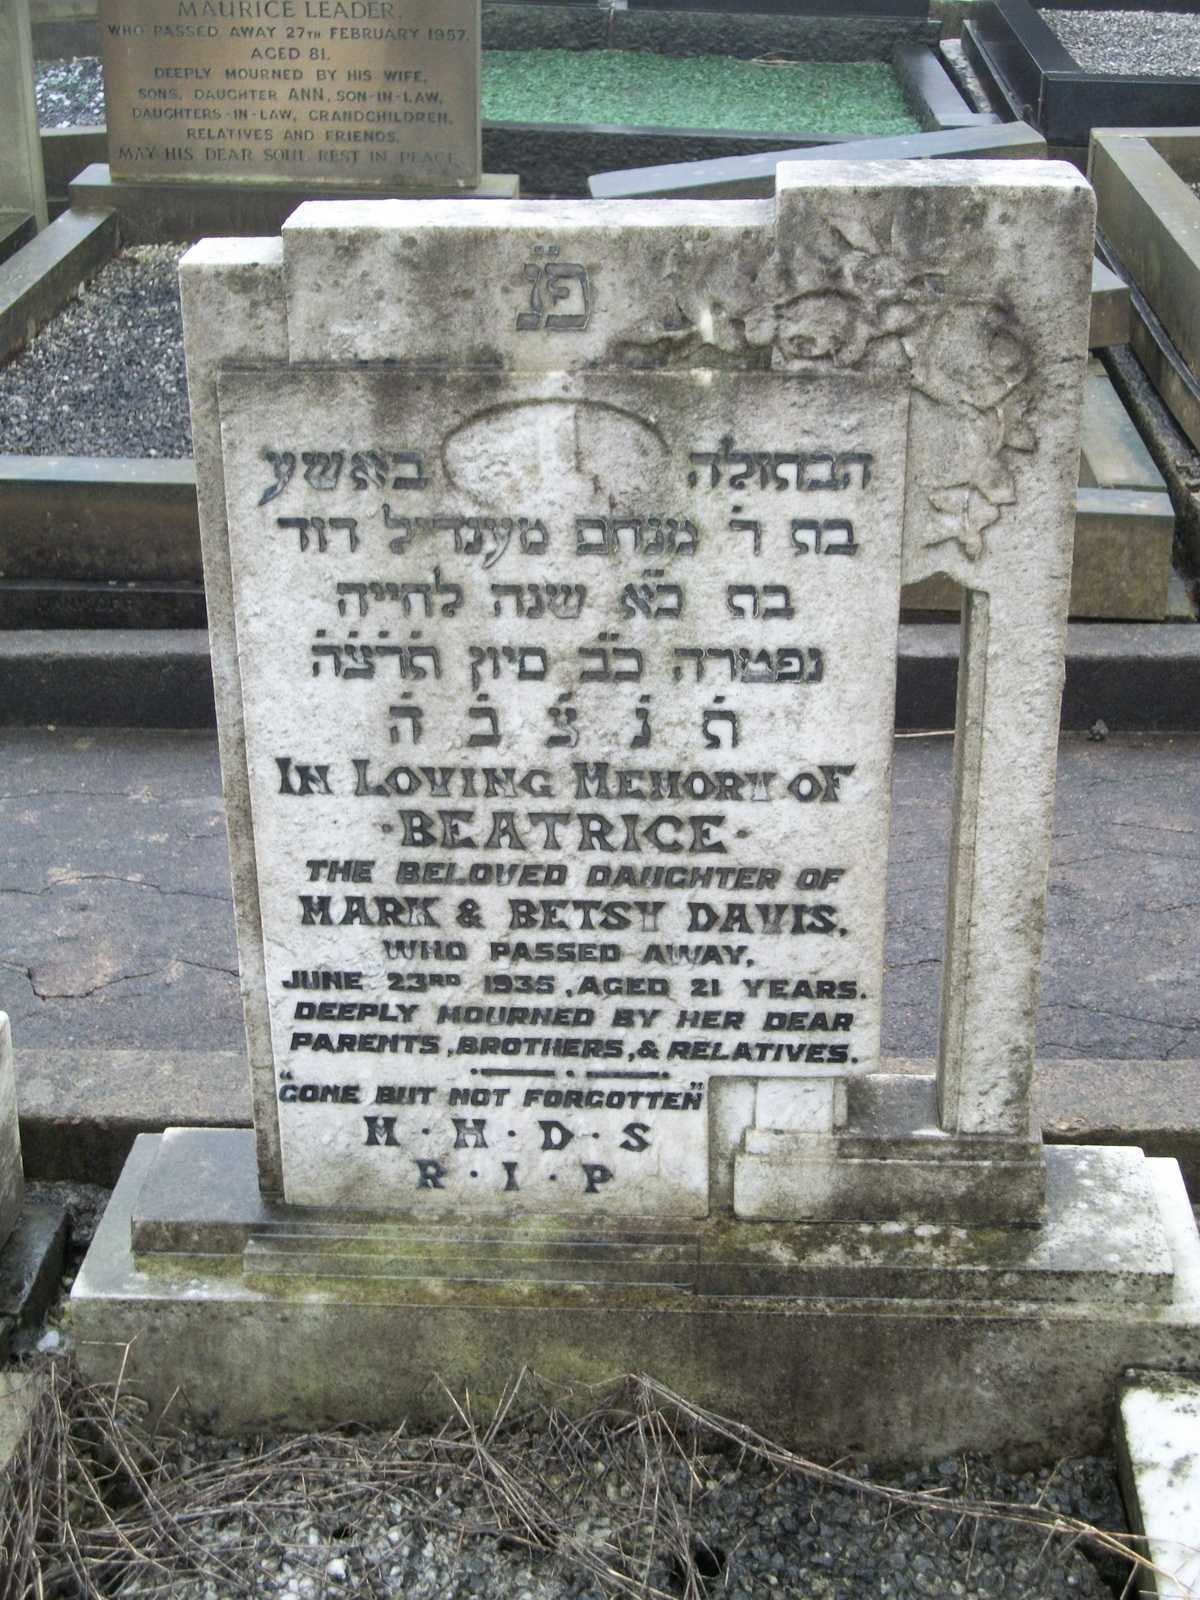 MAURICE LEADER.
WHO PASSED AWAY 27TH FEBRUARY 1957.
AGED 81.
DEEPLY MOURNED BY HIS WIFE,
SONS, DAUGHTER ANN, SON-IN-LAW,
DAUGHTERS-IN-LAW, GRANDCHILDREN,
RELATIVES AND FRIENDS.
MAY HIS DEAR SOUL REST IN PEACE
פ״נ
הבתולה באשע
בת ר׳ מנחם מענדיל דוד
בת כ״א שנה לחייה
נפטרה כ״ב סיון תרצ״ה
ת׳ נ׳ צ׳ ב׳ ה׳
IN LOVING MEMORY OF
·BEATRICE·
THE BELOVED DAUGHTER OF
MARK & BETSY DAVIS.
WHO PASSED AWAY,
JUNE 23RD 1935, AGED 21 YEARS.
DEEPLY MOURNED BY HER DEAR
PARENTS, BROTHERS, & RELATIVES.
"GONE BUT NOT FORGOTTEN"
M·H·D·S
R·I·P